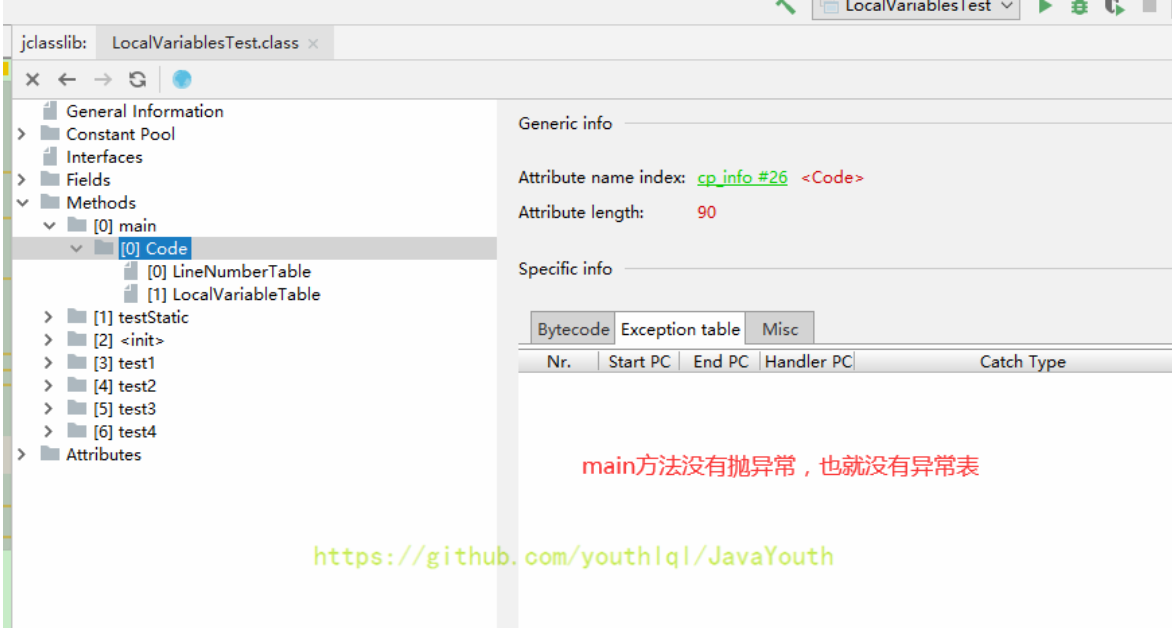 LocalVariablesTest
jclasslib: LocalVariablesTest.class
General Information
Constant Pool
Interfaces
Fields
Methods
[0] main
[0] Code
[0] LineNumberTable
[1] LocalVariableTable
[1] testStatic
[2] <init>
[3] test1
[4] test2
[5] test3
[6] test4
Attributes
Generic info
Attribute name index: cp_info #26 <Code>
Attribute length: 90
Specific info
Bytecode Exception table Misc
Nr. Start PC End PC Handler PC Catch Type
main方法没有抛异常，也就没有异常表
https://github.com/youthlql/JavaYouth